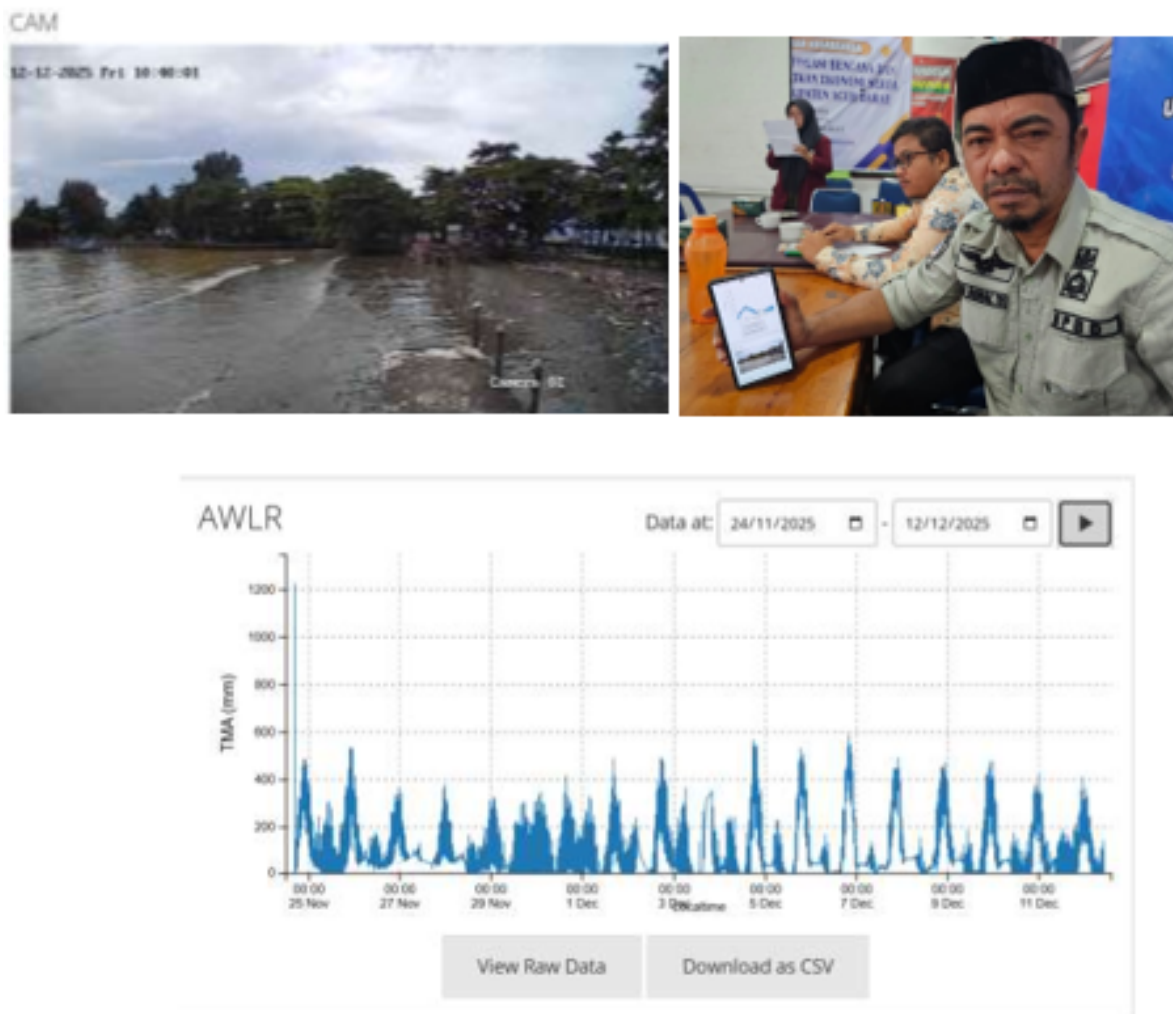 CAM
12-12-2025 Fri 10:40:01
Camera 01
BPBD
AWLR
Data at: 24/11/2025 - 12/12/2025
TMA (mm)
1200
1000
800
600
400
200
0
00:00 00:00 00:00 00:00 00:00 00:00 00:00 00:00 00:00
25 Nov 27 Nov 29 Nov 1 Dec 3 Dec 5 Dec 7 Dec 9 Dec 11 Dec
Localtime
View Raw Data Download as CSV